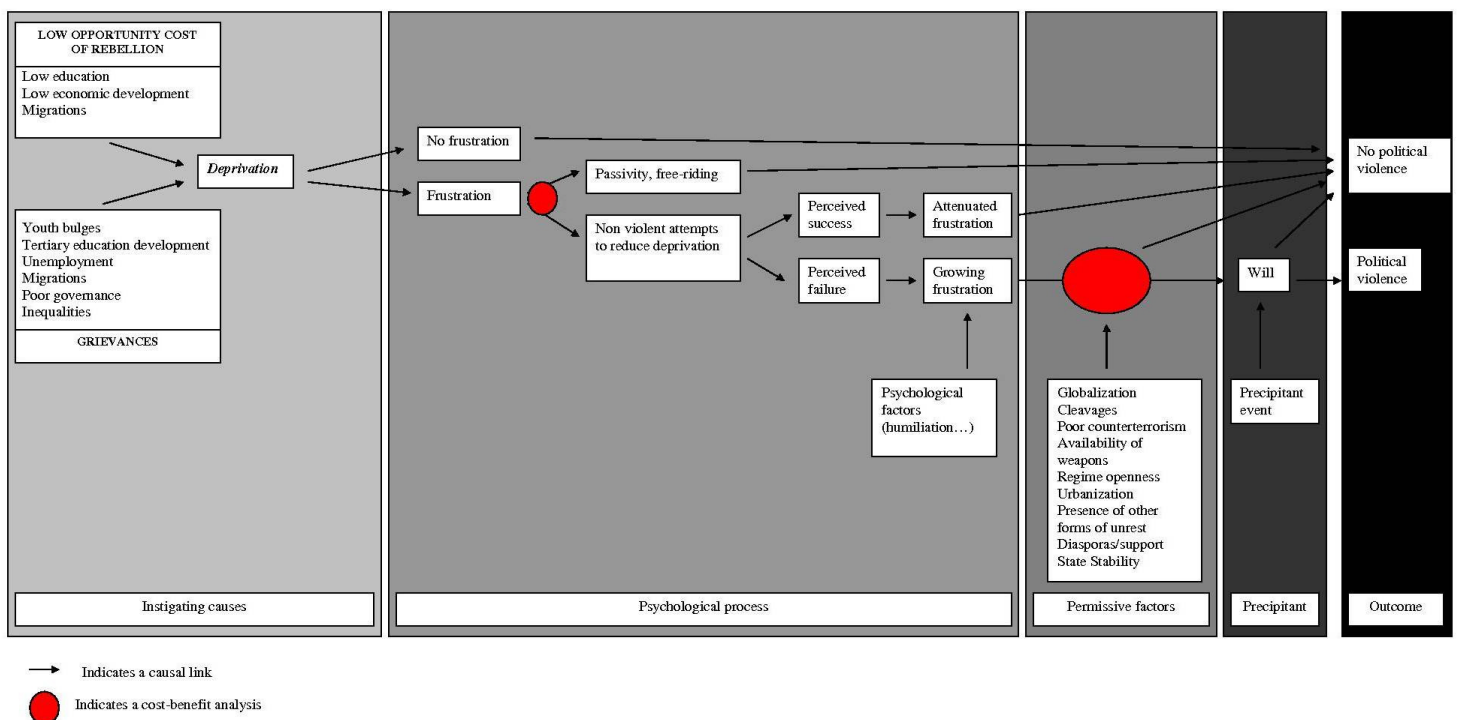 LOW OPPORTUNITY COST
OF REBELLION
Low education
Low economic development
Migrations
Deprivation
Youth bulges
Tertiary education development
Unemployment
Migrations
Poor governance
Inequalities
GRIEVANCES
Instigating causes
No frustration
Frustration
Passivity, free-riding
Non violent attempts
to reduce deprivation
Perceived
success
Attenuated
frustration
Perceived
failure
Growing
frustration
Psychological
factors
(humiliation…)
Psychological process
Globalization
Cleavages
Poor counterterrorism
Availability of
weapons
Regime openness
Urbanization
Presence of other
forms of unrest
Diasporas/support
State Stability
Permissive factors
Will
Precipitant
event
Precipitant
No political
violence
Political
violence
Outcome
Indicates a causal link
Indicates a cost-benefit analysis